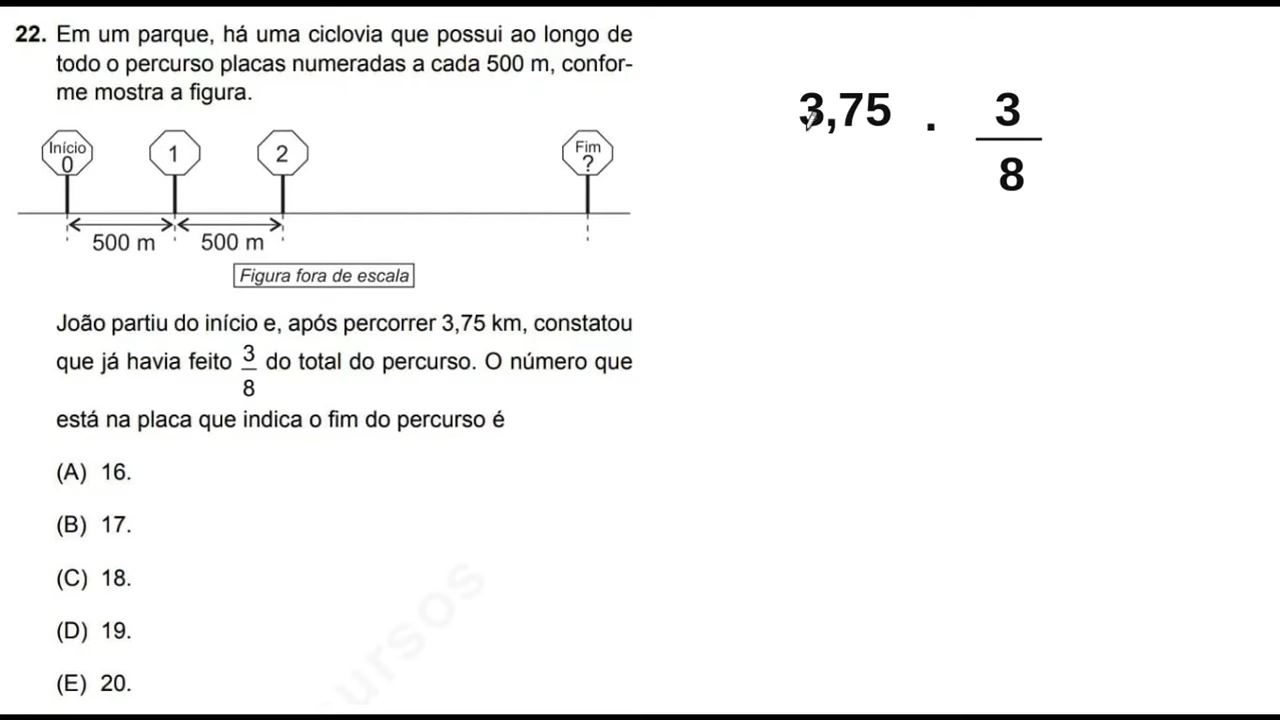 22. Em um parque, há uma ciclovia que possui ao longo de
todo o percurso placas numeradas a cada 500 m, confor-
me mostra a figura.
Início
0
1
2
Fim
?
500 m
500 m
Figura fora de escala
João partiu do início e, após percorrer 3,75 km, constatou
que já havia feito 3/8 do total do percurso. O número que
está na placa que indica o fim do percurso é
(A) 16.
(B) 17.
(C) 18.
(D) 19.
(E) 20.
3,75 . 3/8
ursos